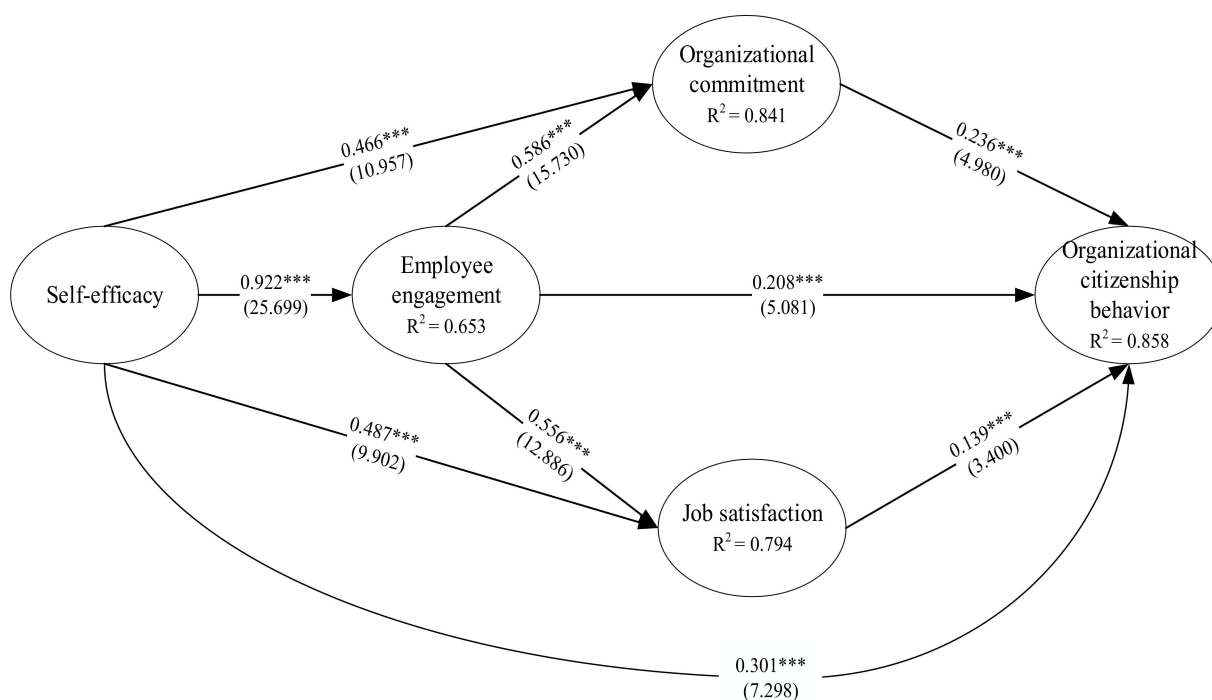 Organizational
commitment
R² = 0.841
0.466***
(10.957)
0.586***
(15.730)
0.236***
(4.980)
Self-efficacy
0.922***
(25.699)
Employee
engagement
R² = 0.653
0.208***
(5.081)
Organizational
citizenship
behavior
R² = 0.858
0.487***
(9.902)
0.556***
(12.886)
0.139***
(3.400)
Job satisfaction
R² = 0.794
0.301***
(7.298)